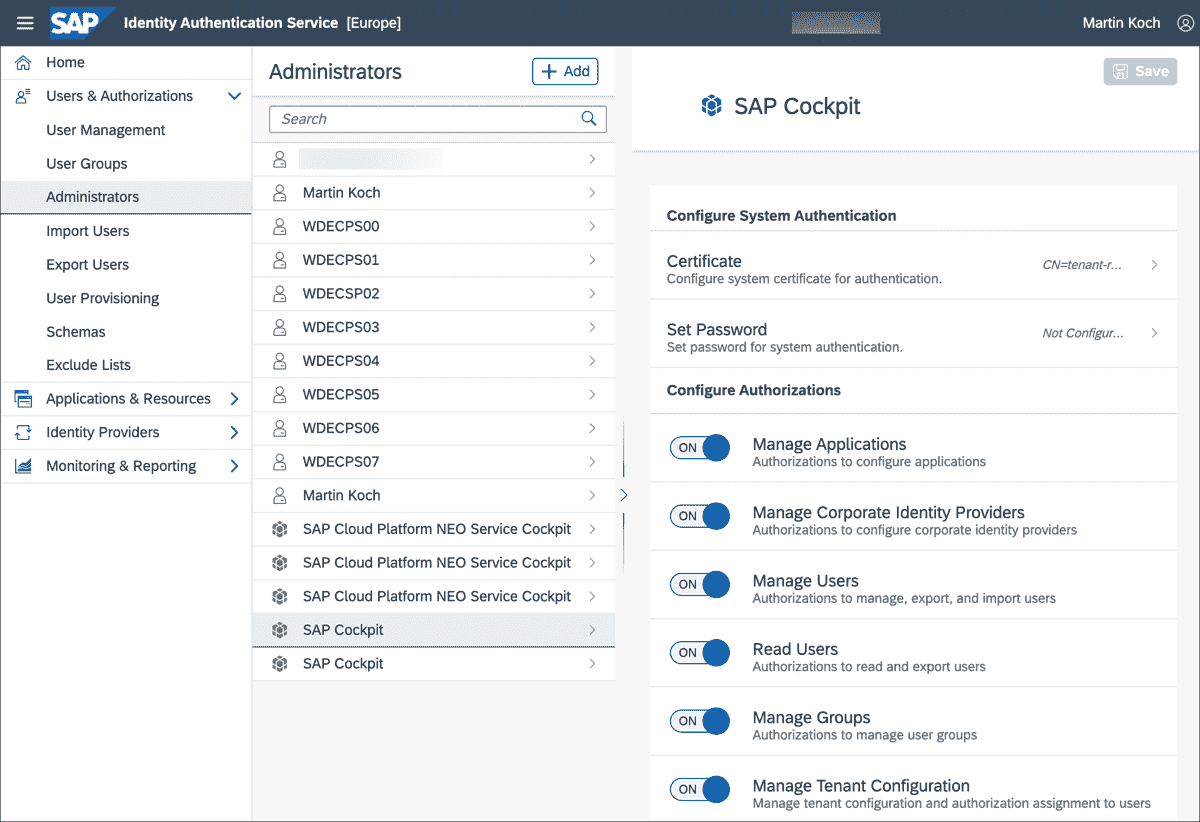 SAP Identity Authentication Service [Europe]
Martin Koch
Home
Users & Authorizations
User Management
User Groups
Administrators
Import Users
Export Users
User Provisioning
Schemas
Exclude Lists
Applications & Resources
Identity Providers
Monitoring & Reporting
Administrators
Add
Search
Martin Koch
WDECPS00
WDECPS01
WDECSP02
WDECPS03
WDECPS04
WDECPS05
WDECPS06
WDECPS07
Martin Koch
SAP Cloud Platform NEO Service Cockpit
SAP Cloud Platform NEO Service Cockpit
SAP Cloud Platform NEO Service Cockpit
SAP Cockpit
SAP Cockpit
Save
SAP Cockpit
Configure System Authentication
Certificate
Configure system certificate for authentication.
CN=tenant-r...
Set Password
Set password for system authentication.
Not Configur...
Configure Authorizations
ON
Manage Applications
Authorizations to configure applications
ON
Manage Corporate Identity Providers
Authorizations to configure corporate identity providers
ON
Manage Users
Authorizations to manage, export, and import users
ON
Read Users
Authorizations to read and export users
ON
Manage Groups
Authorizations to manage user groups
ON
Manage Tenant Configuration
Manage tenant configuration and authorization assignment to users